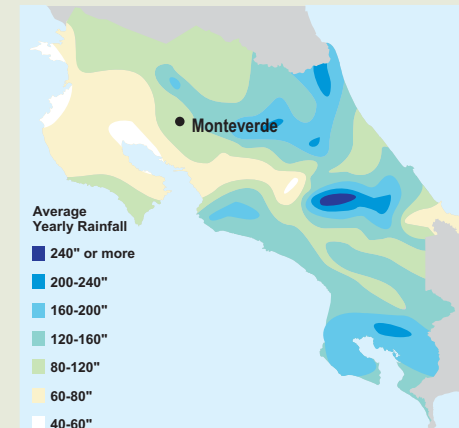 Monteverde
Average
Yearly Rainfall
240" or more
200-240"
160-200"
120-160"
80-120"
60-80"
40-60"